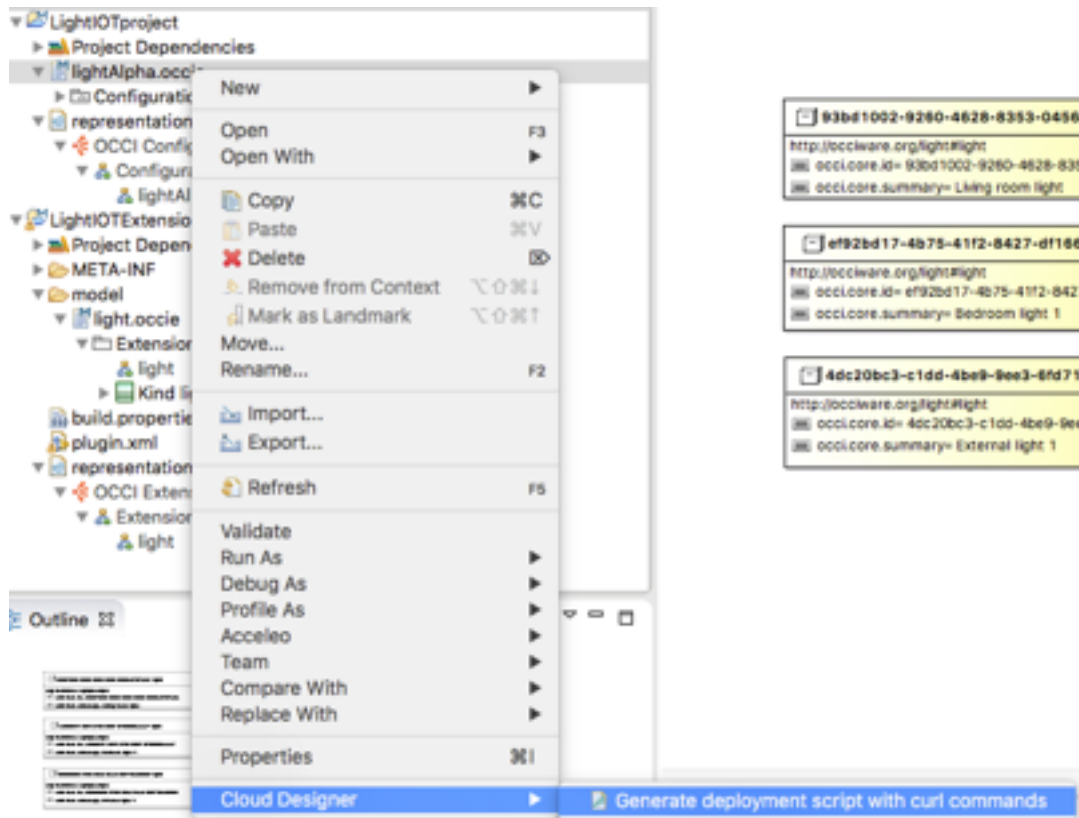 LightIOTproject
Project Dependencies
lightAlpha.occie
Configuratio
representation
OCCI Config
Configura
lightAl
LightIOTExtensio
Project Depen
META-INF
model
light.occie
Extension
light
Kind li
build.propertie
plugin.xml
representation
OCCI Exten
Extension
light
New
Open F3
Open With
Copy ⌘C
Paste ⌘V
Delete ⌦
Remove from Context ⌥⇧⌘↓
Mark as Landmark ⌥⇧⌘↑
Move...
Rename... F2
Import...
Export...
Refresh F5
Validate
Run As
Debug As
Profile As
Acceleo
Team
Compare With
Replace With
Properties ⌘I
Cloud Designer
Generate deployment script with curl commands
Outline
93bd1002-9260-4628-8353-0456
http://occiware.org/light#light
occi.core.id= 93bd1002-9260-4628-835
occi.core.summary= Living room light
ef92bd17-4b75-41f2-8427-df166
http://occiware.org/light#light
occi.core.id= ef92bd17-4b75-41f2-842
occi.core.summary= Bedroom light 1
4dc20bc3-c1dd-4be9-9ee3-6fd71
http://occiware.org/light#light
occi.core.id= 4dc20bc3-c1dd-4be9-9ee
occi.core.summary= External light 1